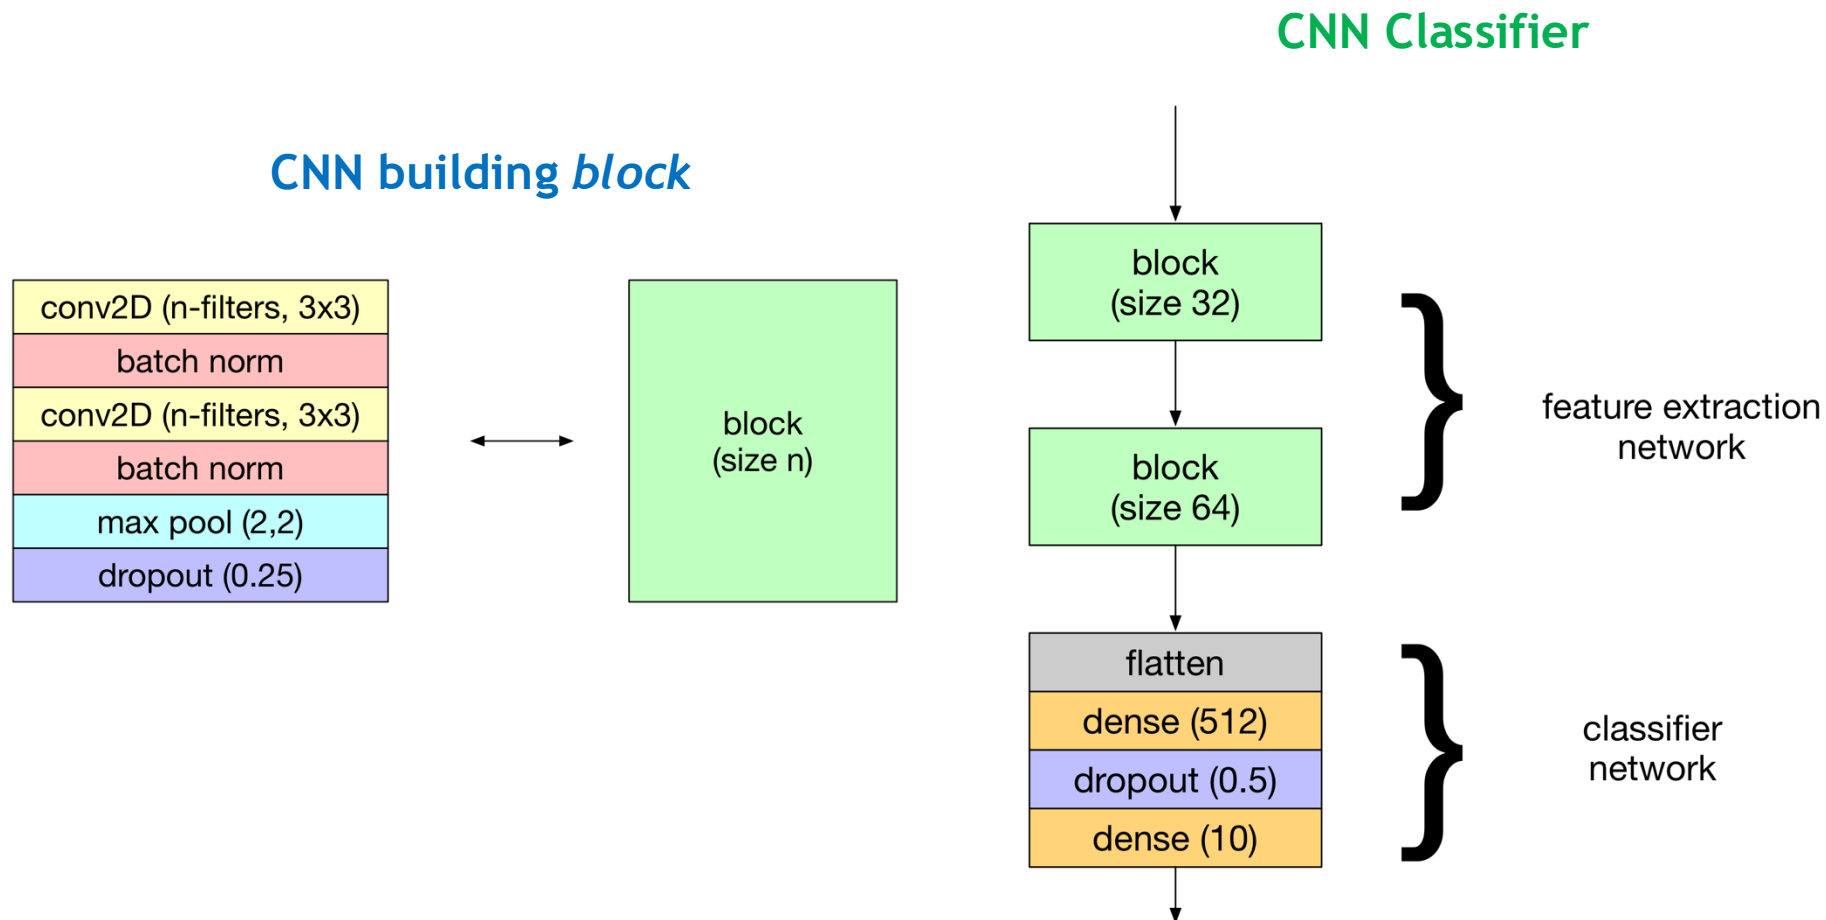 CNN Classifier
CNN building block
conv2D (n-filters, 3x3)
batch norm
conv2D (n-filters, 3x3)
batch norm
max pool (2,2)
dropout (0.25)
block
(size n)
block
(size 32)
block
(size 64)
feature extraction
network
flatten
dense (512)
dropout (0.5)
dense (10)
classifier
network